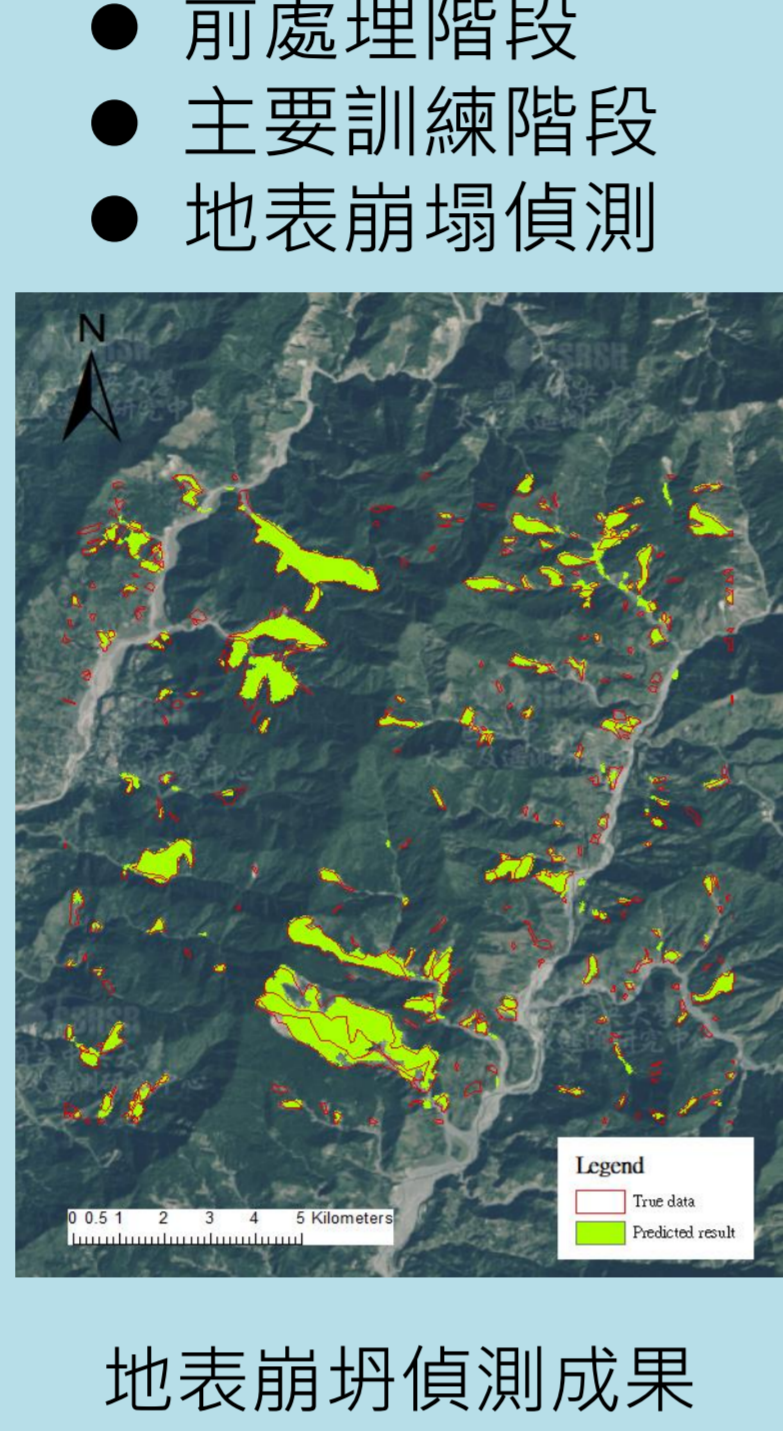 ● 前處理階段
● 主要訓練階段
● 地表崩塌偵測
N
Legend
True data
Predicted result
0 0.5 1 2 3 4 5 Kilometers
地表崩坍偵測成果